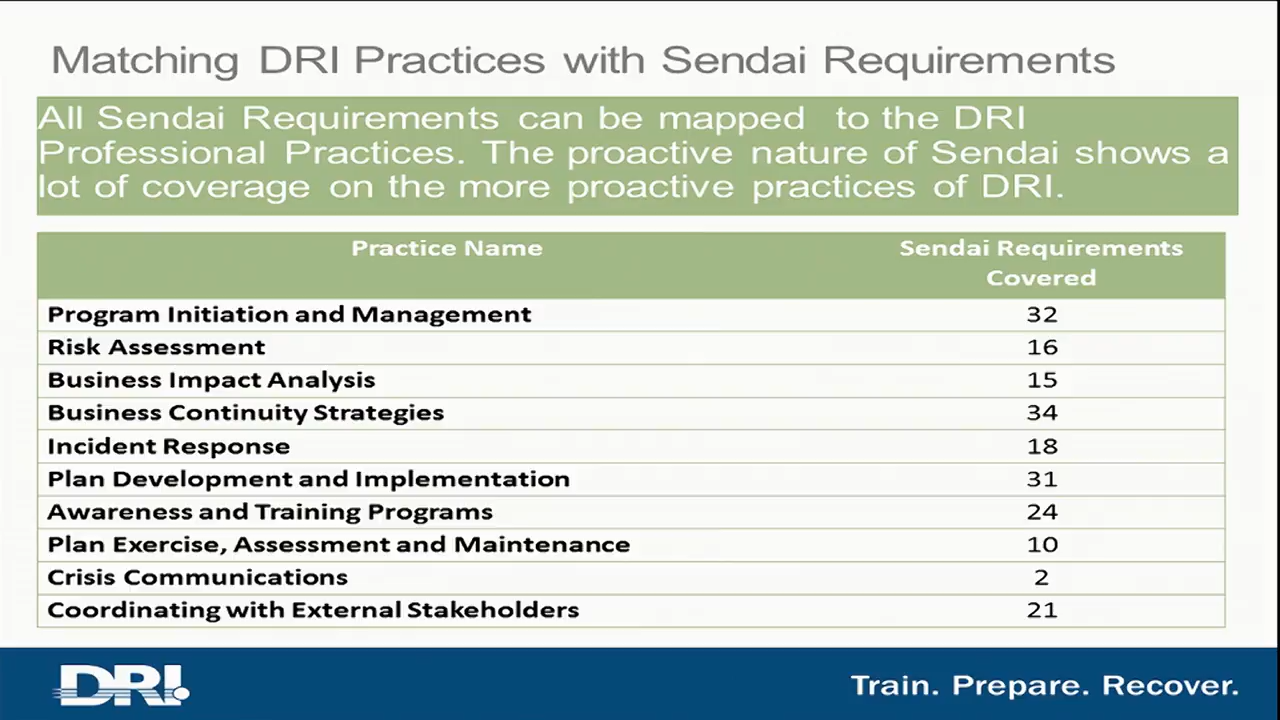 Matching DRI Practices with Sendai Requirements
All Sendai Requirements can be mapped to the DRI
Professional Practices. The proactive nature of Sendai shows a
lot of coverage on the more proactive practices of DRI.
Practice Name Sendai Requirements
Covered
Program Initiation and Management 32
Risk Assessment 16
Business Impact Analysis 15
Business Continuity Strategies 34
Incident Response 18
Plan Development and Implementation 31
Awareness and Training Programs 24
Plan Exercise, Assessment and Maintenance 10
Crisis Communications 2
Coordinating with External Stakeholders 21
DRI Train. Prepare. Recover.